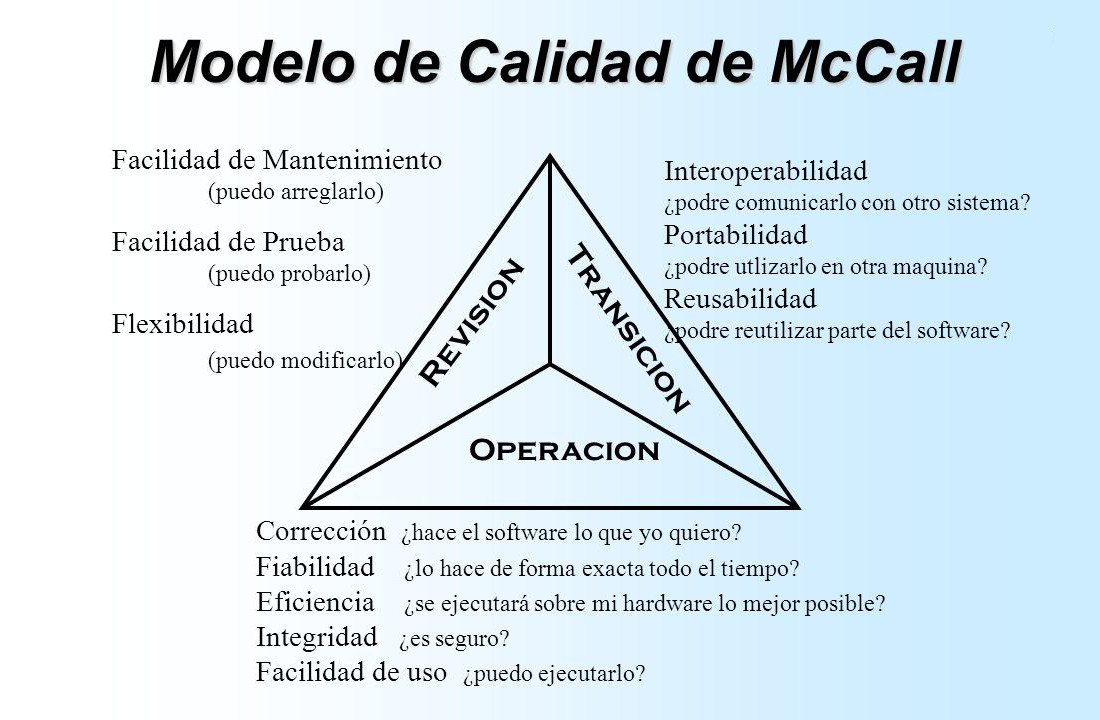 Modelo de Calidad de McCall
Facilidad de Mantenimiento
(puedo arreglarlo)
Facilidad de Prueba
(puedo probarlo)
Flexibilidad
(puedo modificarlo)
Interoperabilidad
¿podre comunicarlo con otro sistema?
Portabilidad
¿podre utlizarlo en otra maquina?
Reusabilidad
¿podre reutilizar parte del software?
Revision
Transicion
Operacion
Corrección ¿hace el software lo que yo quiero?
Fiabilidad ¿lo hace de forma exacta todo el tiempo?
Eficiencia ¿se ejecutará sobre mi hardware lo mejor posible?
Integridad ¿es seguro?
Facilidad de uso ¿puedo ejecutarlo?